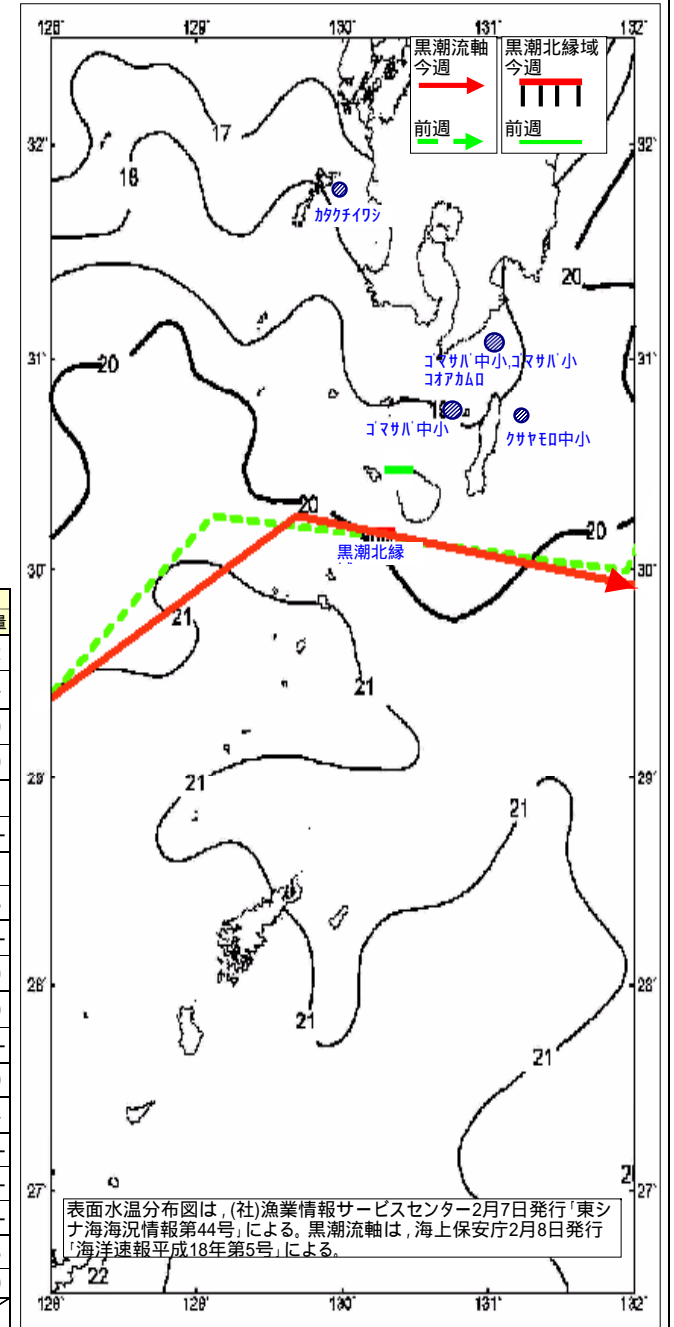 128° 129° 130° 131° 132°
黒潮流軸
今週
前週
黒潮北縁域
今週
前週
32°
32°
17
18
カタクチイワシ
20
31°
31°
20
ゴマサバ中小,ゴマサバ小
コオアカムロ
ゴマサバ中小
クサヤモロ中小
20
20
黒潮北縁
30°
30°
21
21
29°
29°
21
21
28°
28°
21
21
27°
27°
表面水温分布図は,(社)漁業情報サービスセンター2月7日発行「東シ
ナ海海況情報第44号」による。黒潮流軸は,海上保安庁2月8日発行
「海洋速報平成18年第5号」による。
22
128° 129° 130° 131° 132°
量